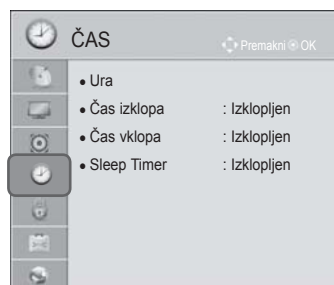 ČAS
Premakni OK
• Ura
• Čas izklopa : Izklopljen
• Čas vklopa : Izklopljen
• Sleep Timer : Izklopljen